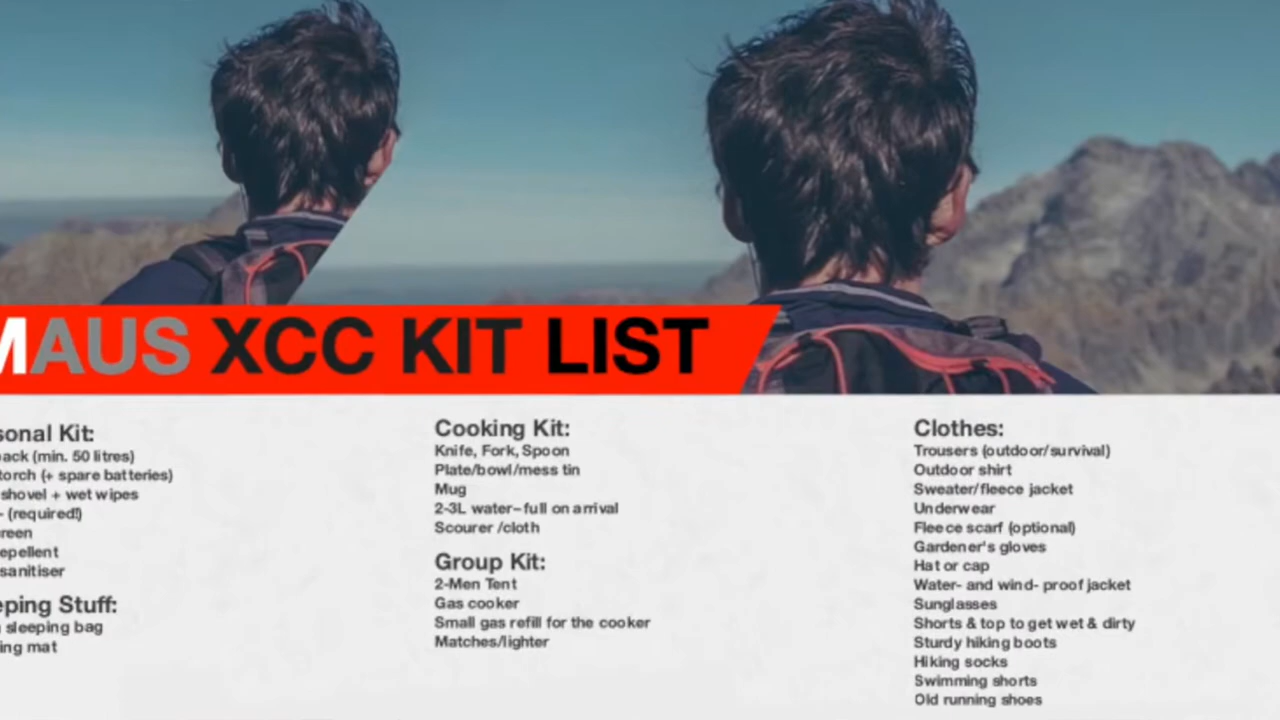 MAUS XCC KIT LIST
sonal Kit:
ack (min. 50 litres)
torch (+ spare batteries)
shovel + wet wipes
- (required!)
reen
epellent
sanitiser
eping Stuff:
sleeping bag
ing mat
Cooking Kit:
Knife, Fork, Spoon
Plate/bowl/mess tin
Mug
2-3L water–full on arrival
Scourer /cloth
Group Kit:
2-Men Tent
Gas cooker
Small gas refill for the cooker
Matches/lighter
Clothes:
Trousers (outdoor/survival)
Outdoor shirt
Sweater/fleece jacket
Underwear
Fleece scarf (optional)
Gardener's gloves
Hat or cap
Water- and wind- proof jacket
Sunglasses
Shorts & top to get wet & dirty
Sturdy hiking boots
Hiking socks
Swimming shorts
Old running shoes